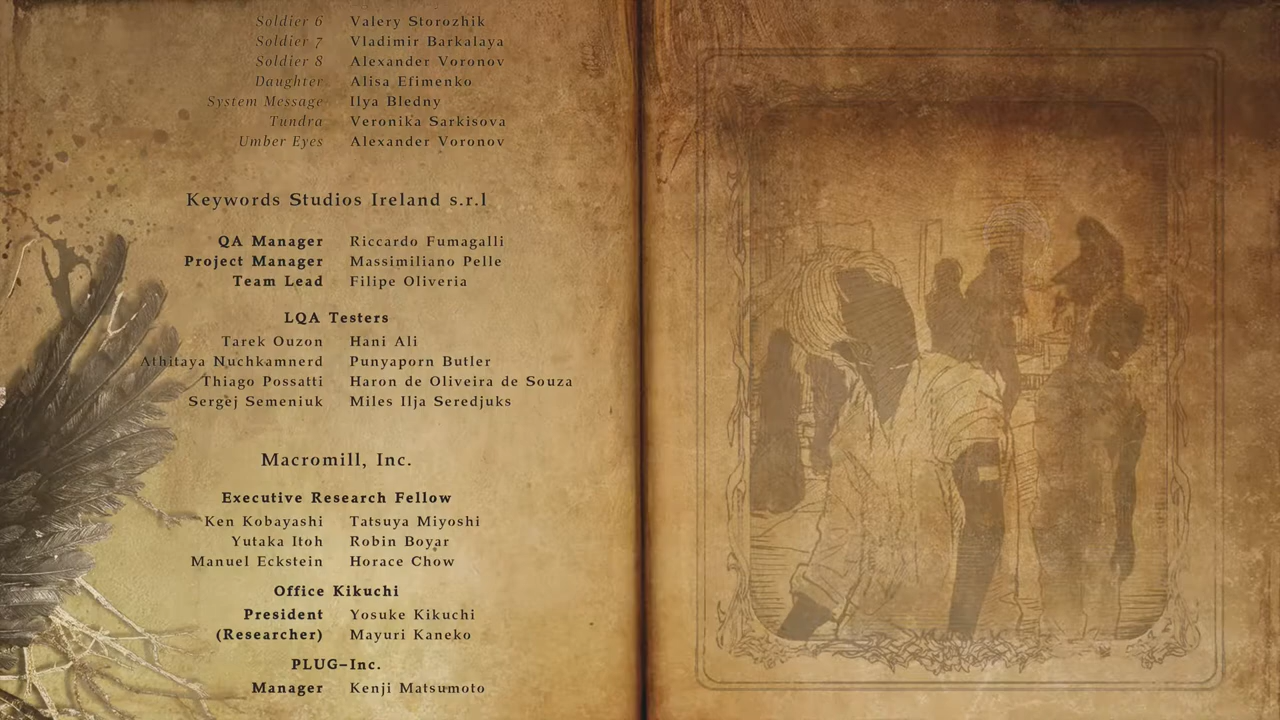 Soldier 6 Valery Storozhik
Soldier 7 Vladimir Barkalaya
Soldier 8 Alexander Voronov
Daughter Alisa Efimenko
System Message Ilya Bledny
Tundra Veronika Sarkisova
Umber Eyes Alexander Voronov
Keywords Studios Ireland s.r.l
QA Manager Riccardo Fumagalli
Project Manager Massimiliano Pelle
Team Lead Filipe Oliveria
LQA Testers
Tarek Ouzon Hani Ali
Athitaya Nuchkamnerd Punyaporn Butler
Thiago Possatti Haron de Oliveira de Souza
Sergej Semeniuk Miles Ilja Seredjuks
Macromill, Inc.
Executive Research Fellow
Ken Kobayashi Tatsuya Miyoshi
Yutaka Itoh Robin Boyar
Manuel Eckstein Horace Chow
Office Kikuchi
President Yosuke Kikuchi
(Researcher) Mayuri Kaneko
PLUG-Inc.
Manager Kenji Matsumoto